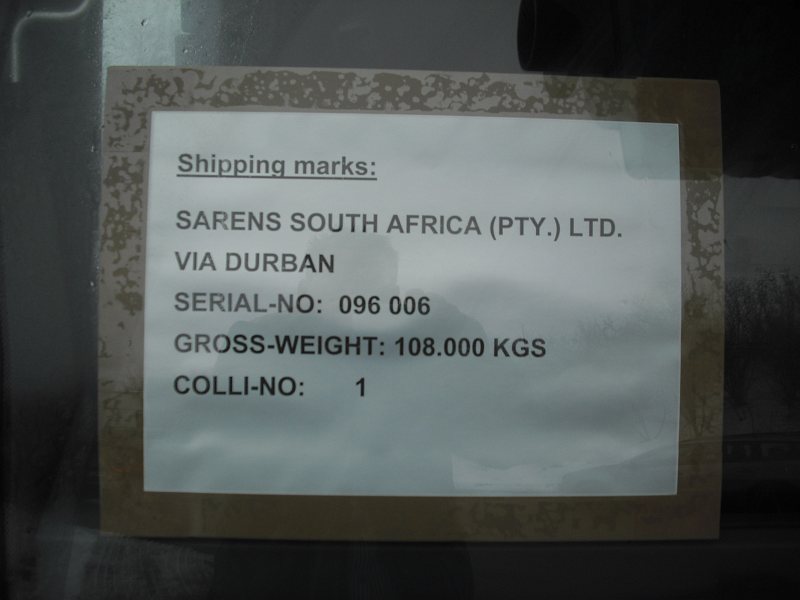 Shipping marks:
SARENS SOUTH AFRICA (PTY.) LTD.
VIA DURBAN
SERIAL-NO: 096 006
GROSS-WEIGHT: 108.000 KGS
COLLI-NO: 1